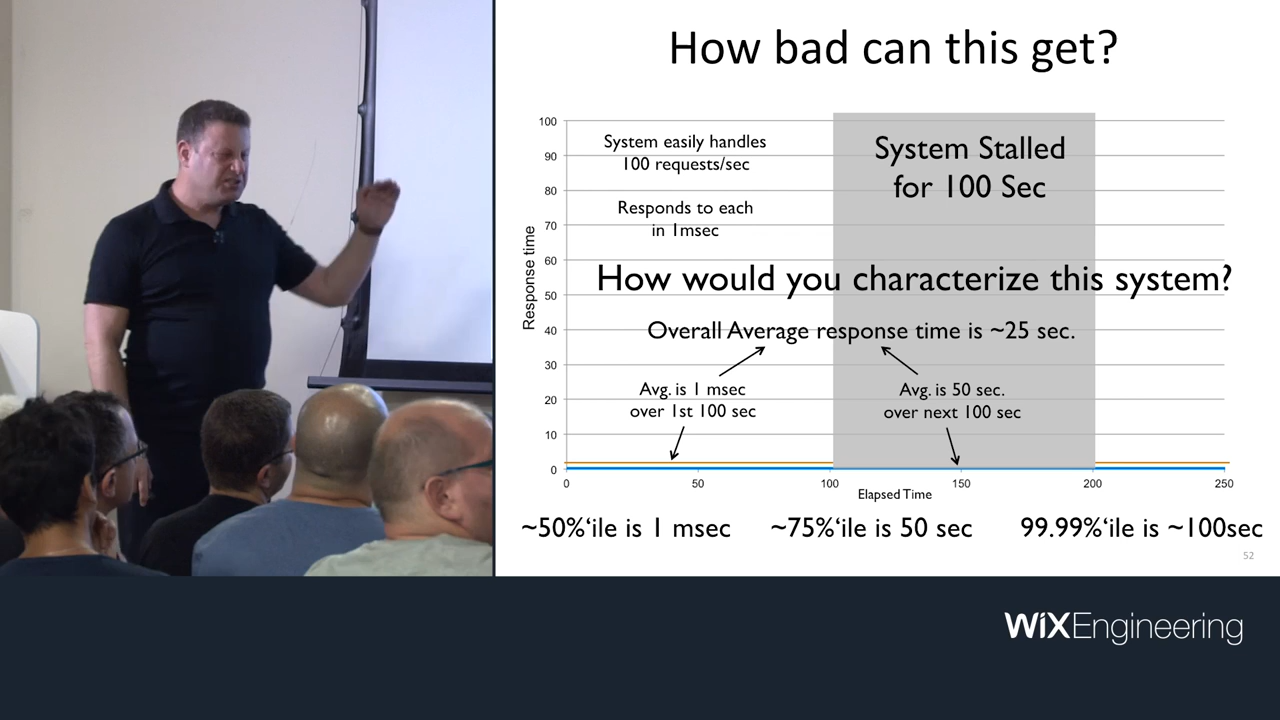 How bad can this get?
100
90
80
70
60
50
40
30
20
10
0
Response time
System easily handles
100 requests/sec
Responds to each
in 1msec
System Stalled
for 100 Sec
How would you characterize this system?
Overall Average response time is ~25 sec.
Avg. is 1 msec
over 1st 100 sec
Avg. is 50 sec.
over next 100 sec
0 50 100 150 200 250
Elapsed Time
~50%‘ile is 1 msec ~75%‘ile is 50 sec 99.99%‘ile is ~100sec
52
WiXEngineering